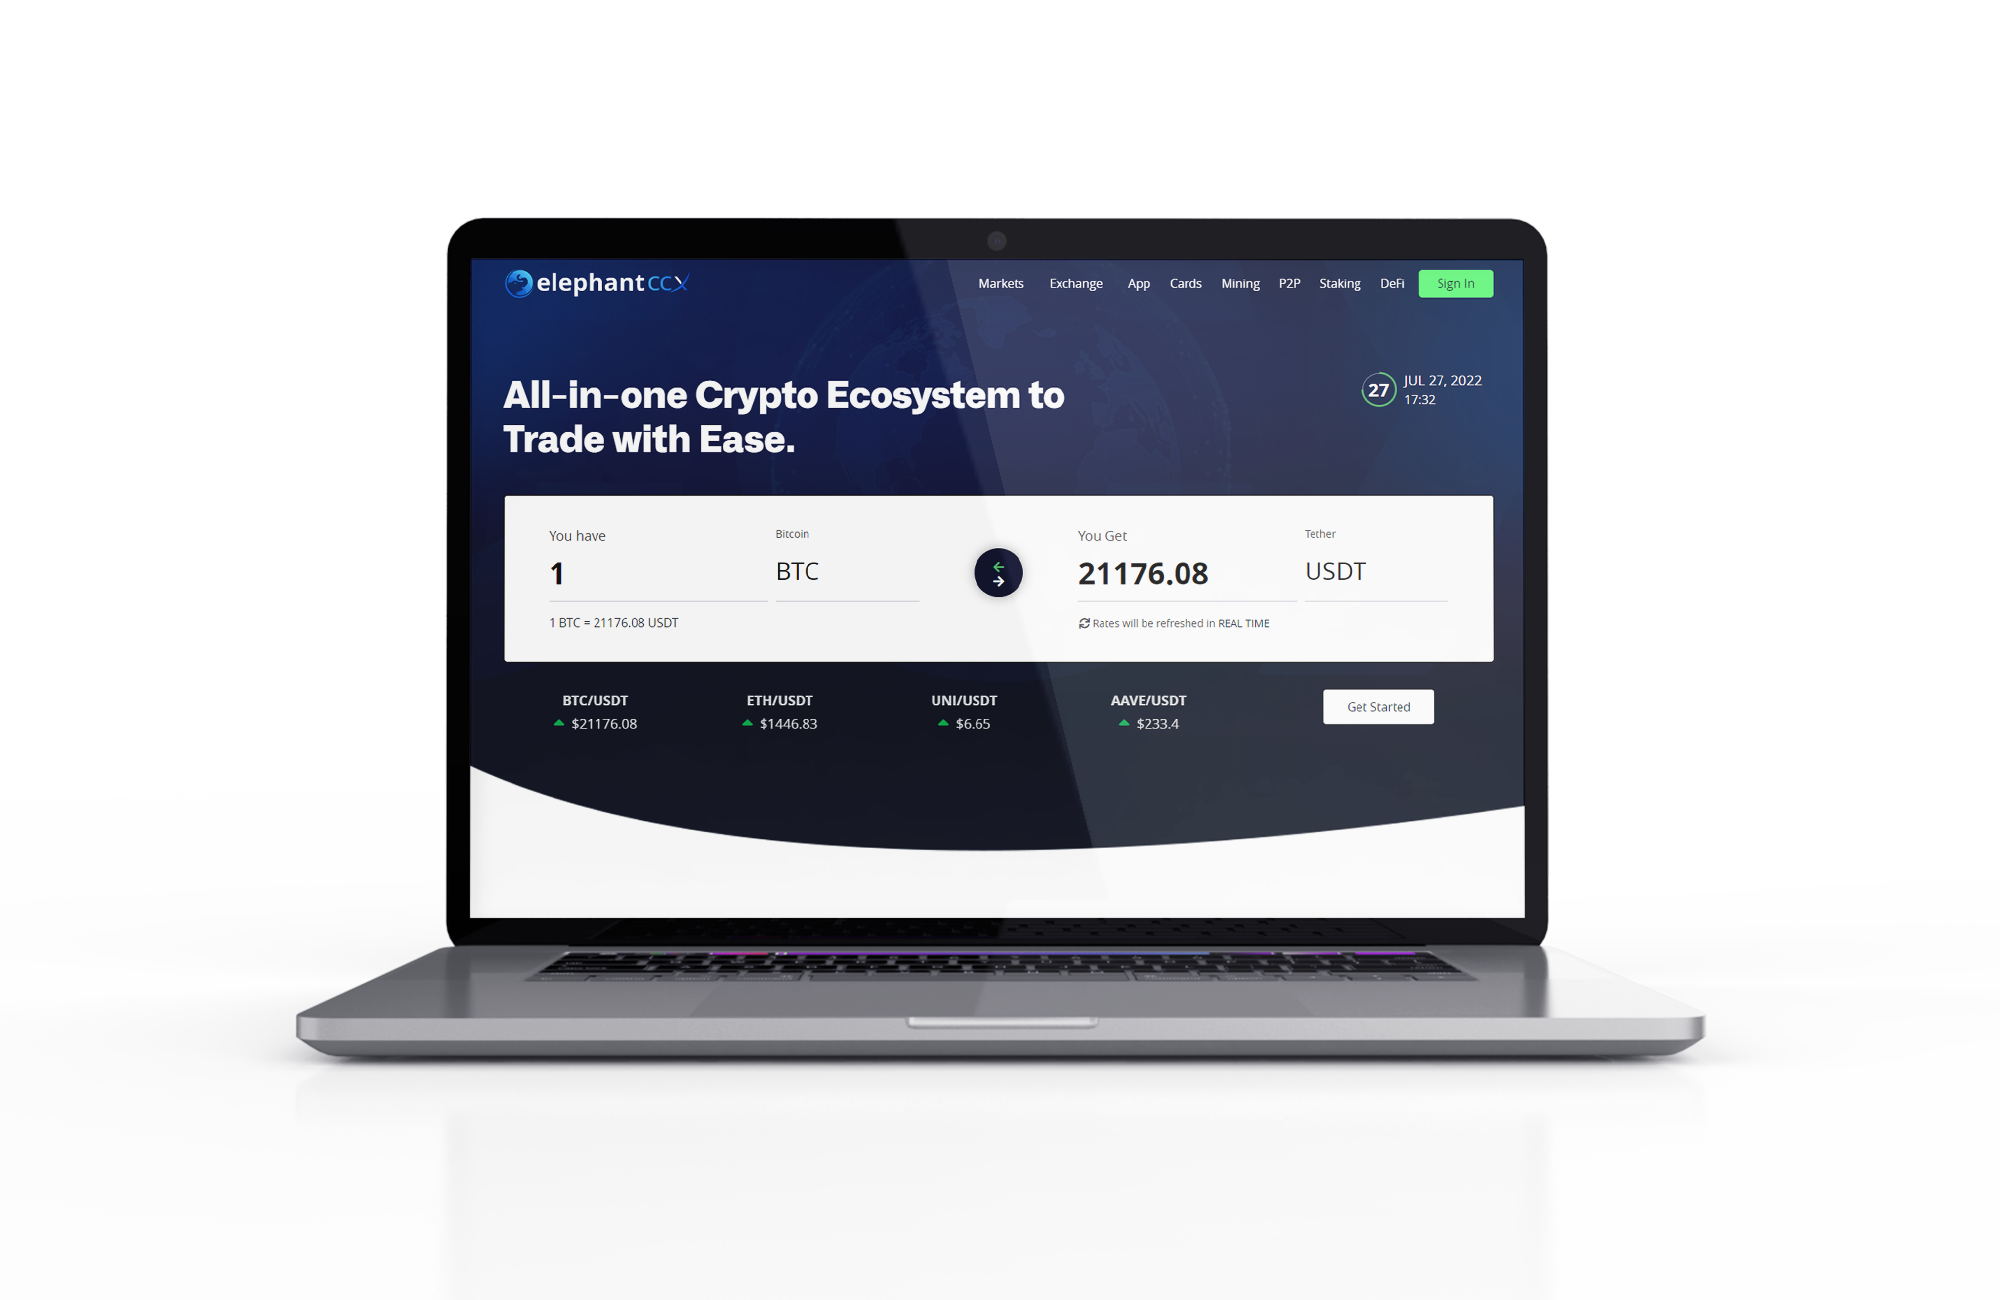 elephantCCX
Markets Exchange App Cards Mining P2P Staking DeFi Sign In
All-in-one Crypto Ecosystem to
Trade with Ease.
27 JUL 27, 2022
17:32
You have Bitcoin You Get Tether
1 BTC 21176.08 USDT
1 BTC = 21176.08 USDT Rates will be refreshed in REAL TIME
BTC/USDT ETH/USDT UNI/USDT AAVE/USDT
$21176.08 $1446.83 $6.65 $233.4
Get Started